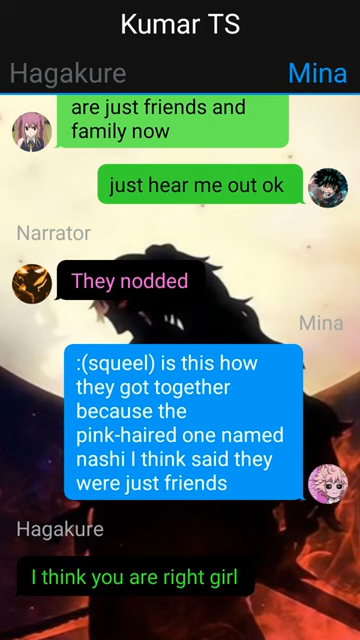 Kumar TS
Hagakure
Mina
are just friends and
family now
just hear me out ok
Narrator
They nodded
Mina
:(squeel) is this how
they got together
because the
pink-haired one named
nashi I think said they
were just friends
Hagakure
I think you are right girl